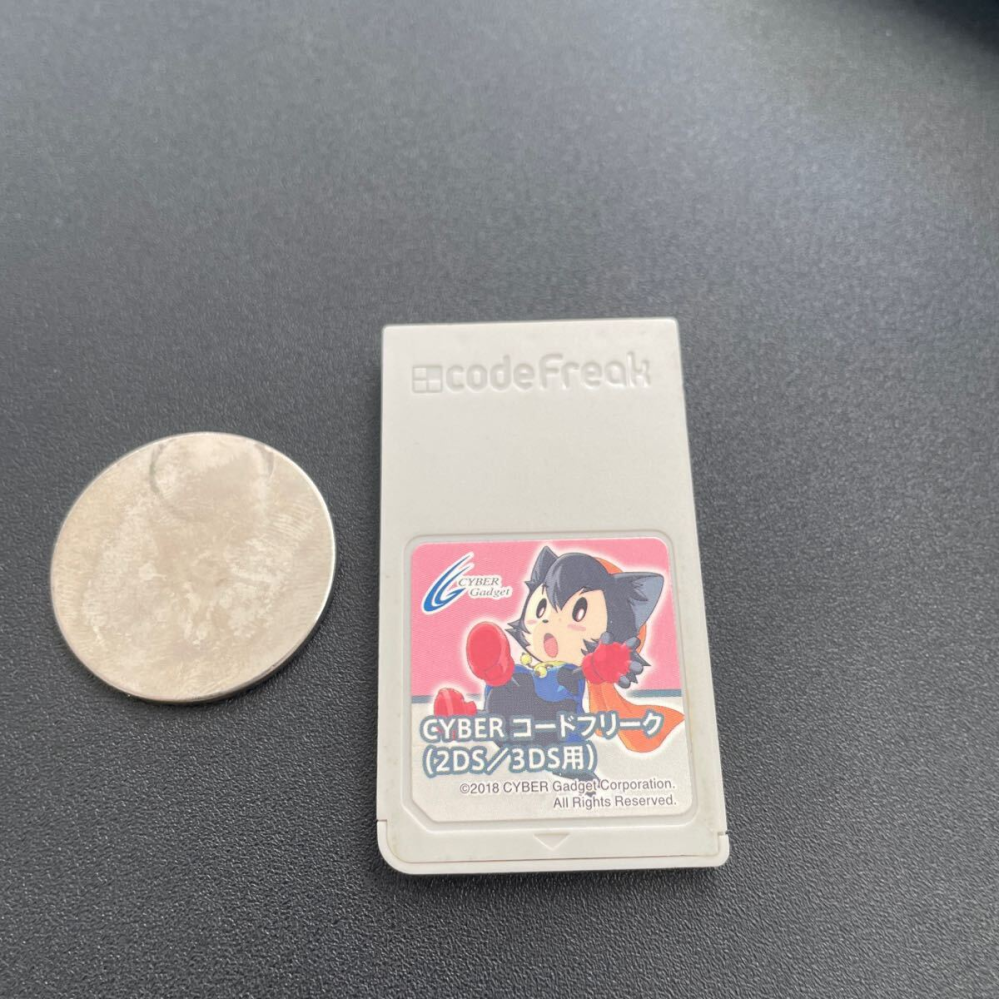 codeFreak
CYBER
Gadget
CYBER コードフリーク
(2DS／3DS用)
©2018 CYBER Gadget Corporation.
All Rights Reserved.